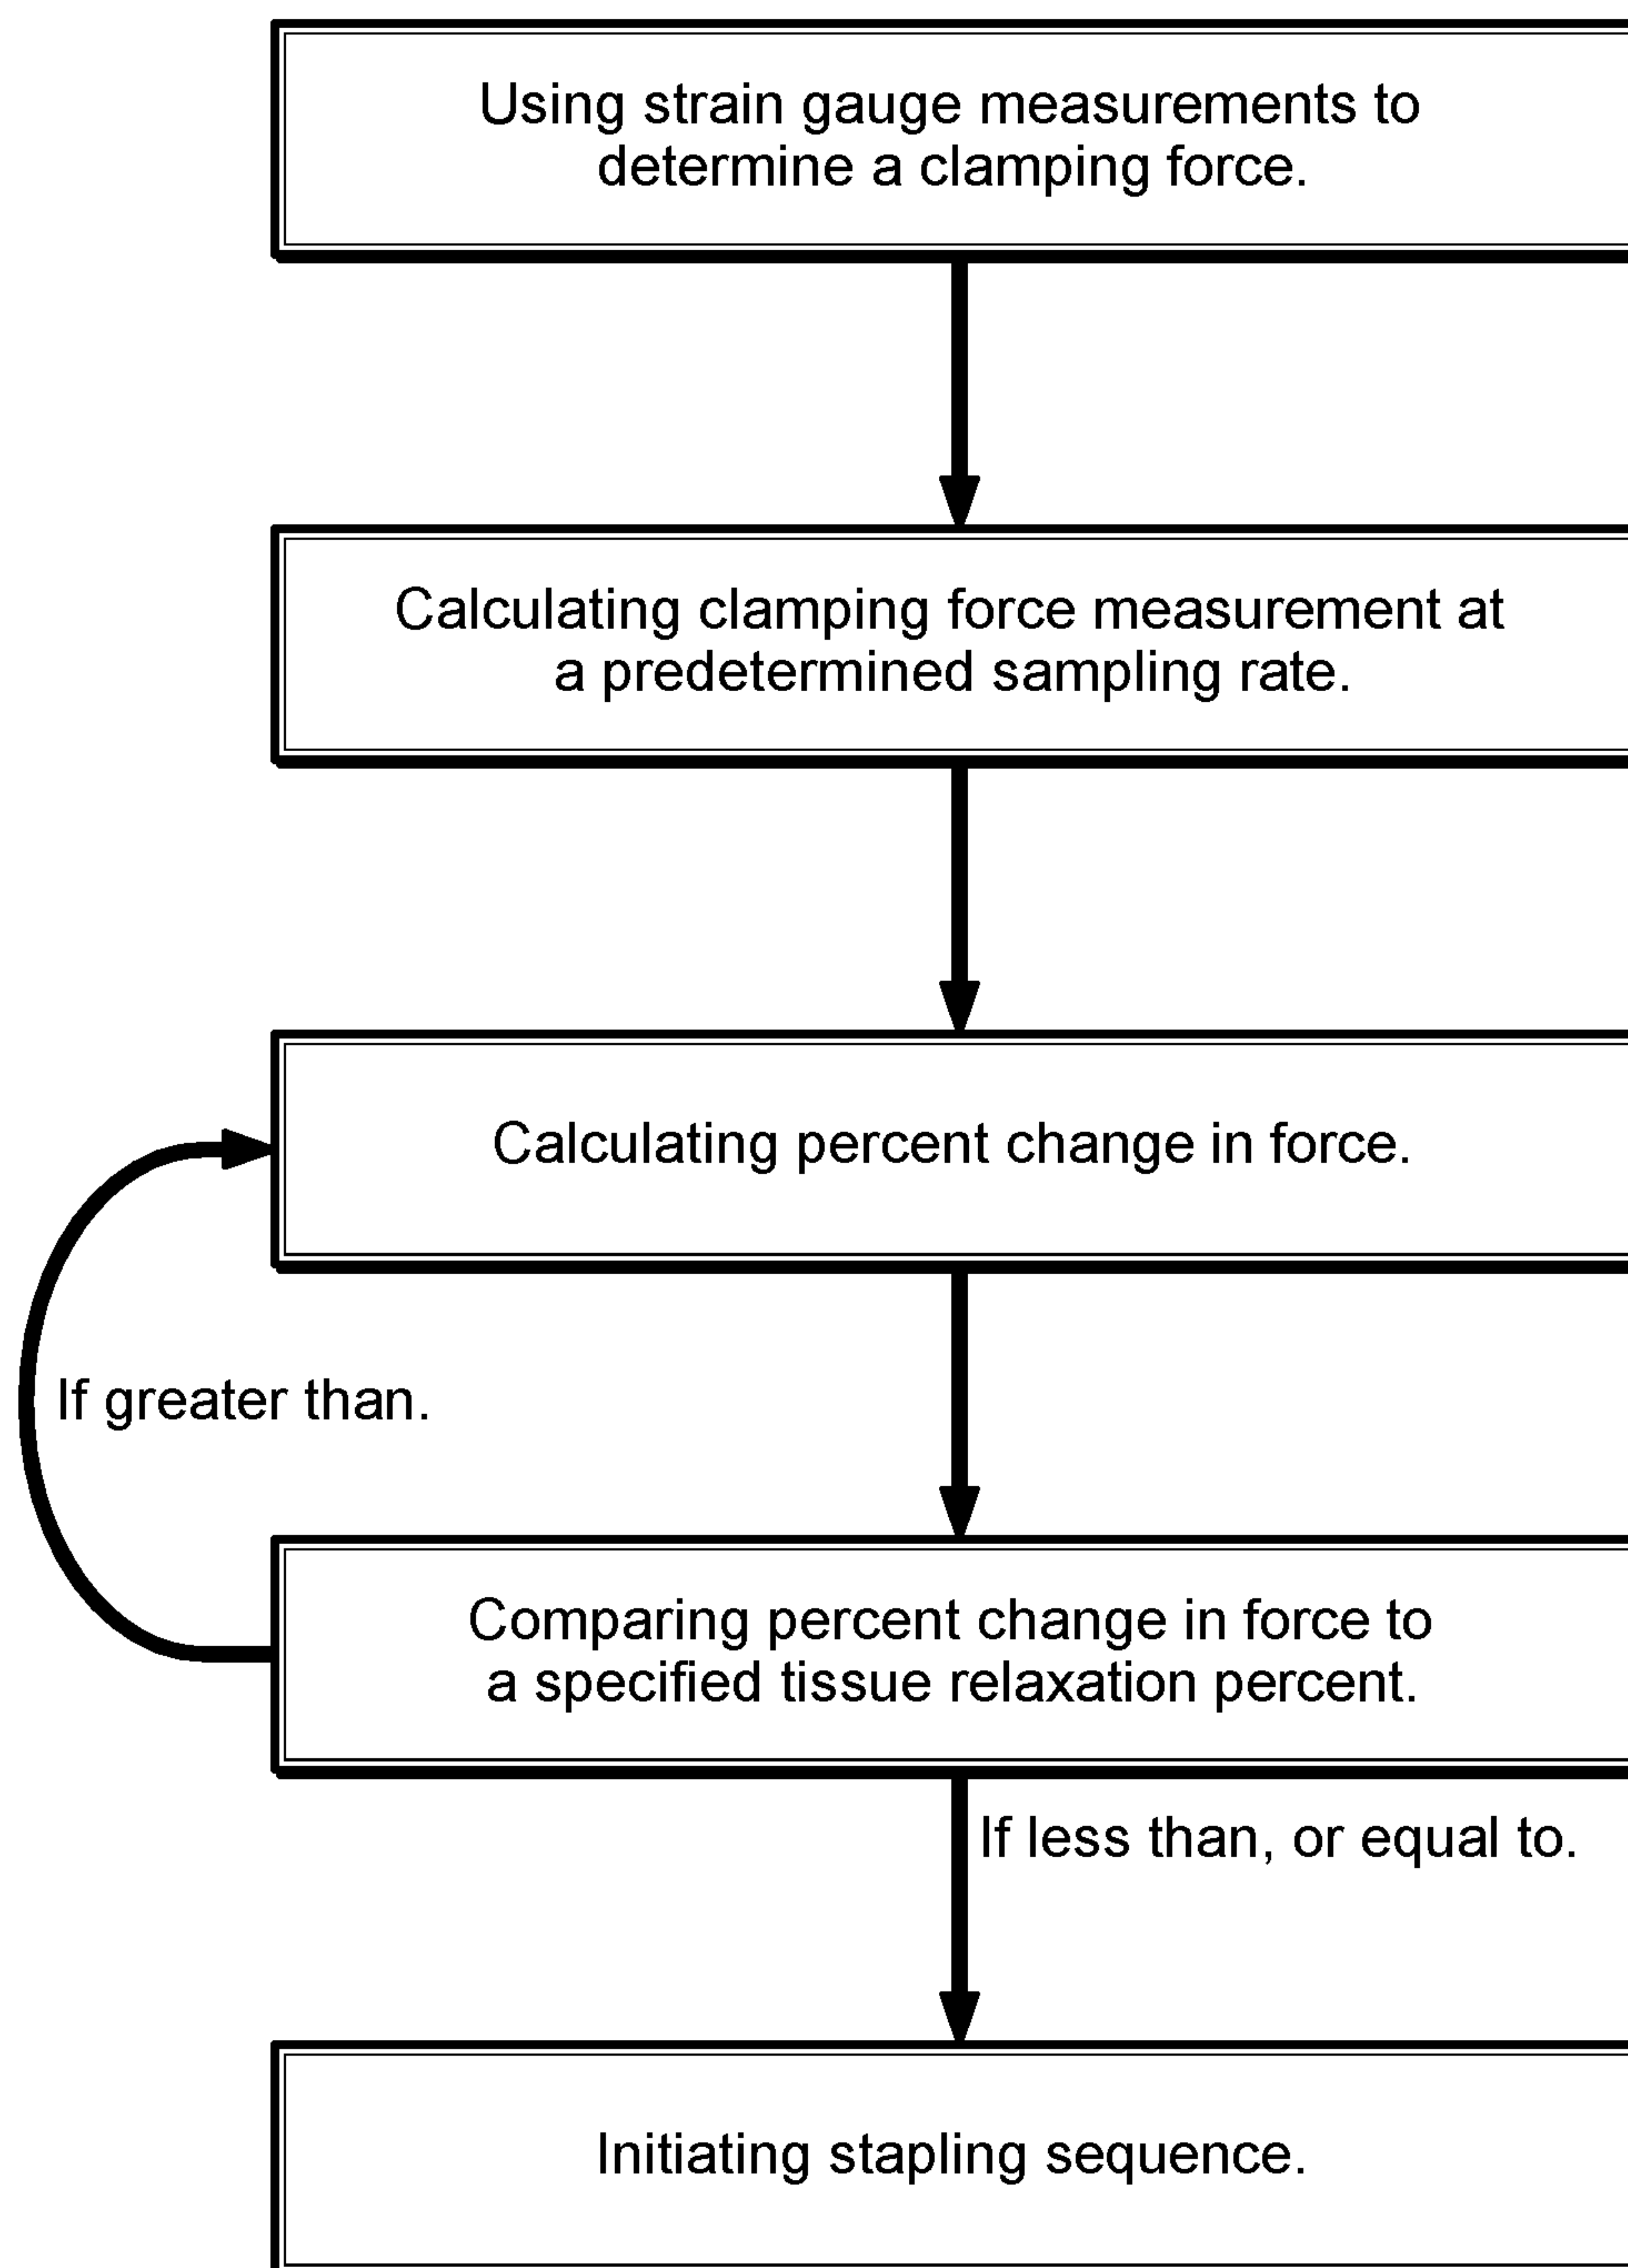 Using strain gauge measurements to
determine a clamping force.
Calculating clamping force measurement at
a predetermined sampling rate.
Calculating percent change in force.
If greater than.
Comparing percent change in force to
a specified tissue relaxation percent.
If less than, or equal to.
Initiating stapling sequence.